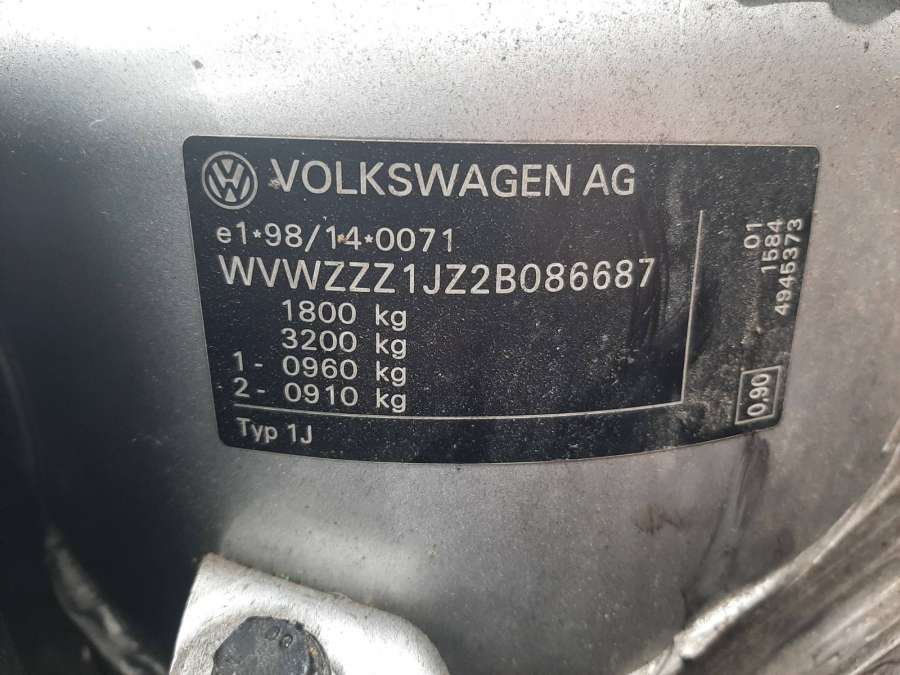 VOLKSWAGEN AG
e1*98/14*0071
WVWZZZ1JZ2B086687
1800 kg
3200 kg
1- 0960 kg
2- 0910 kg
Typ 1J
01
1584
4945373
0,90